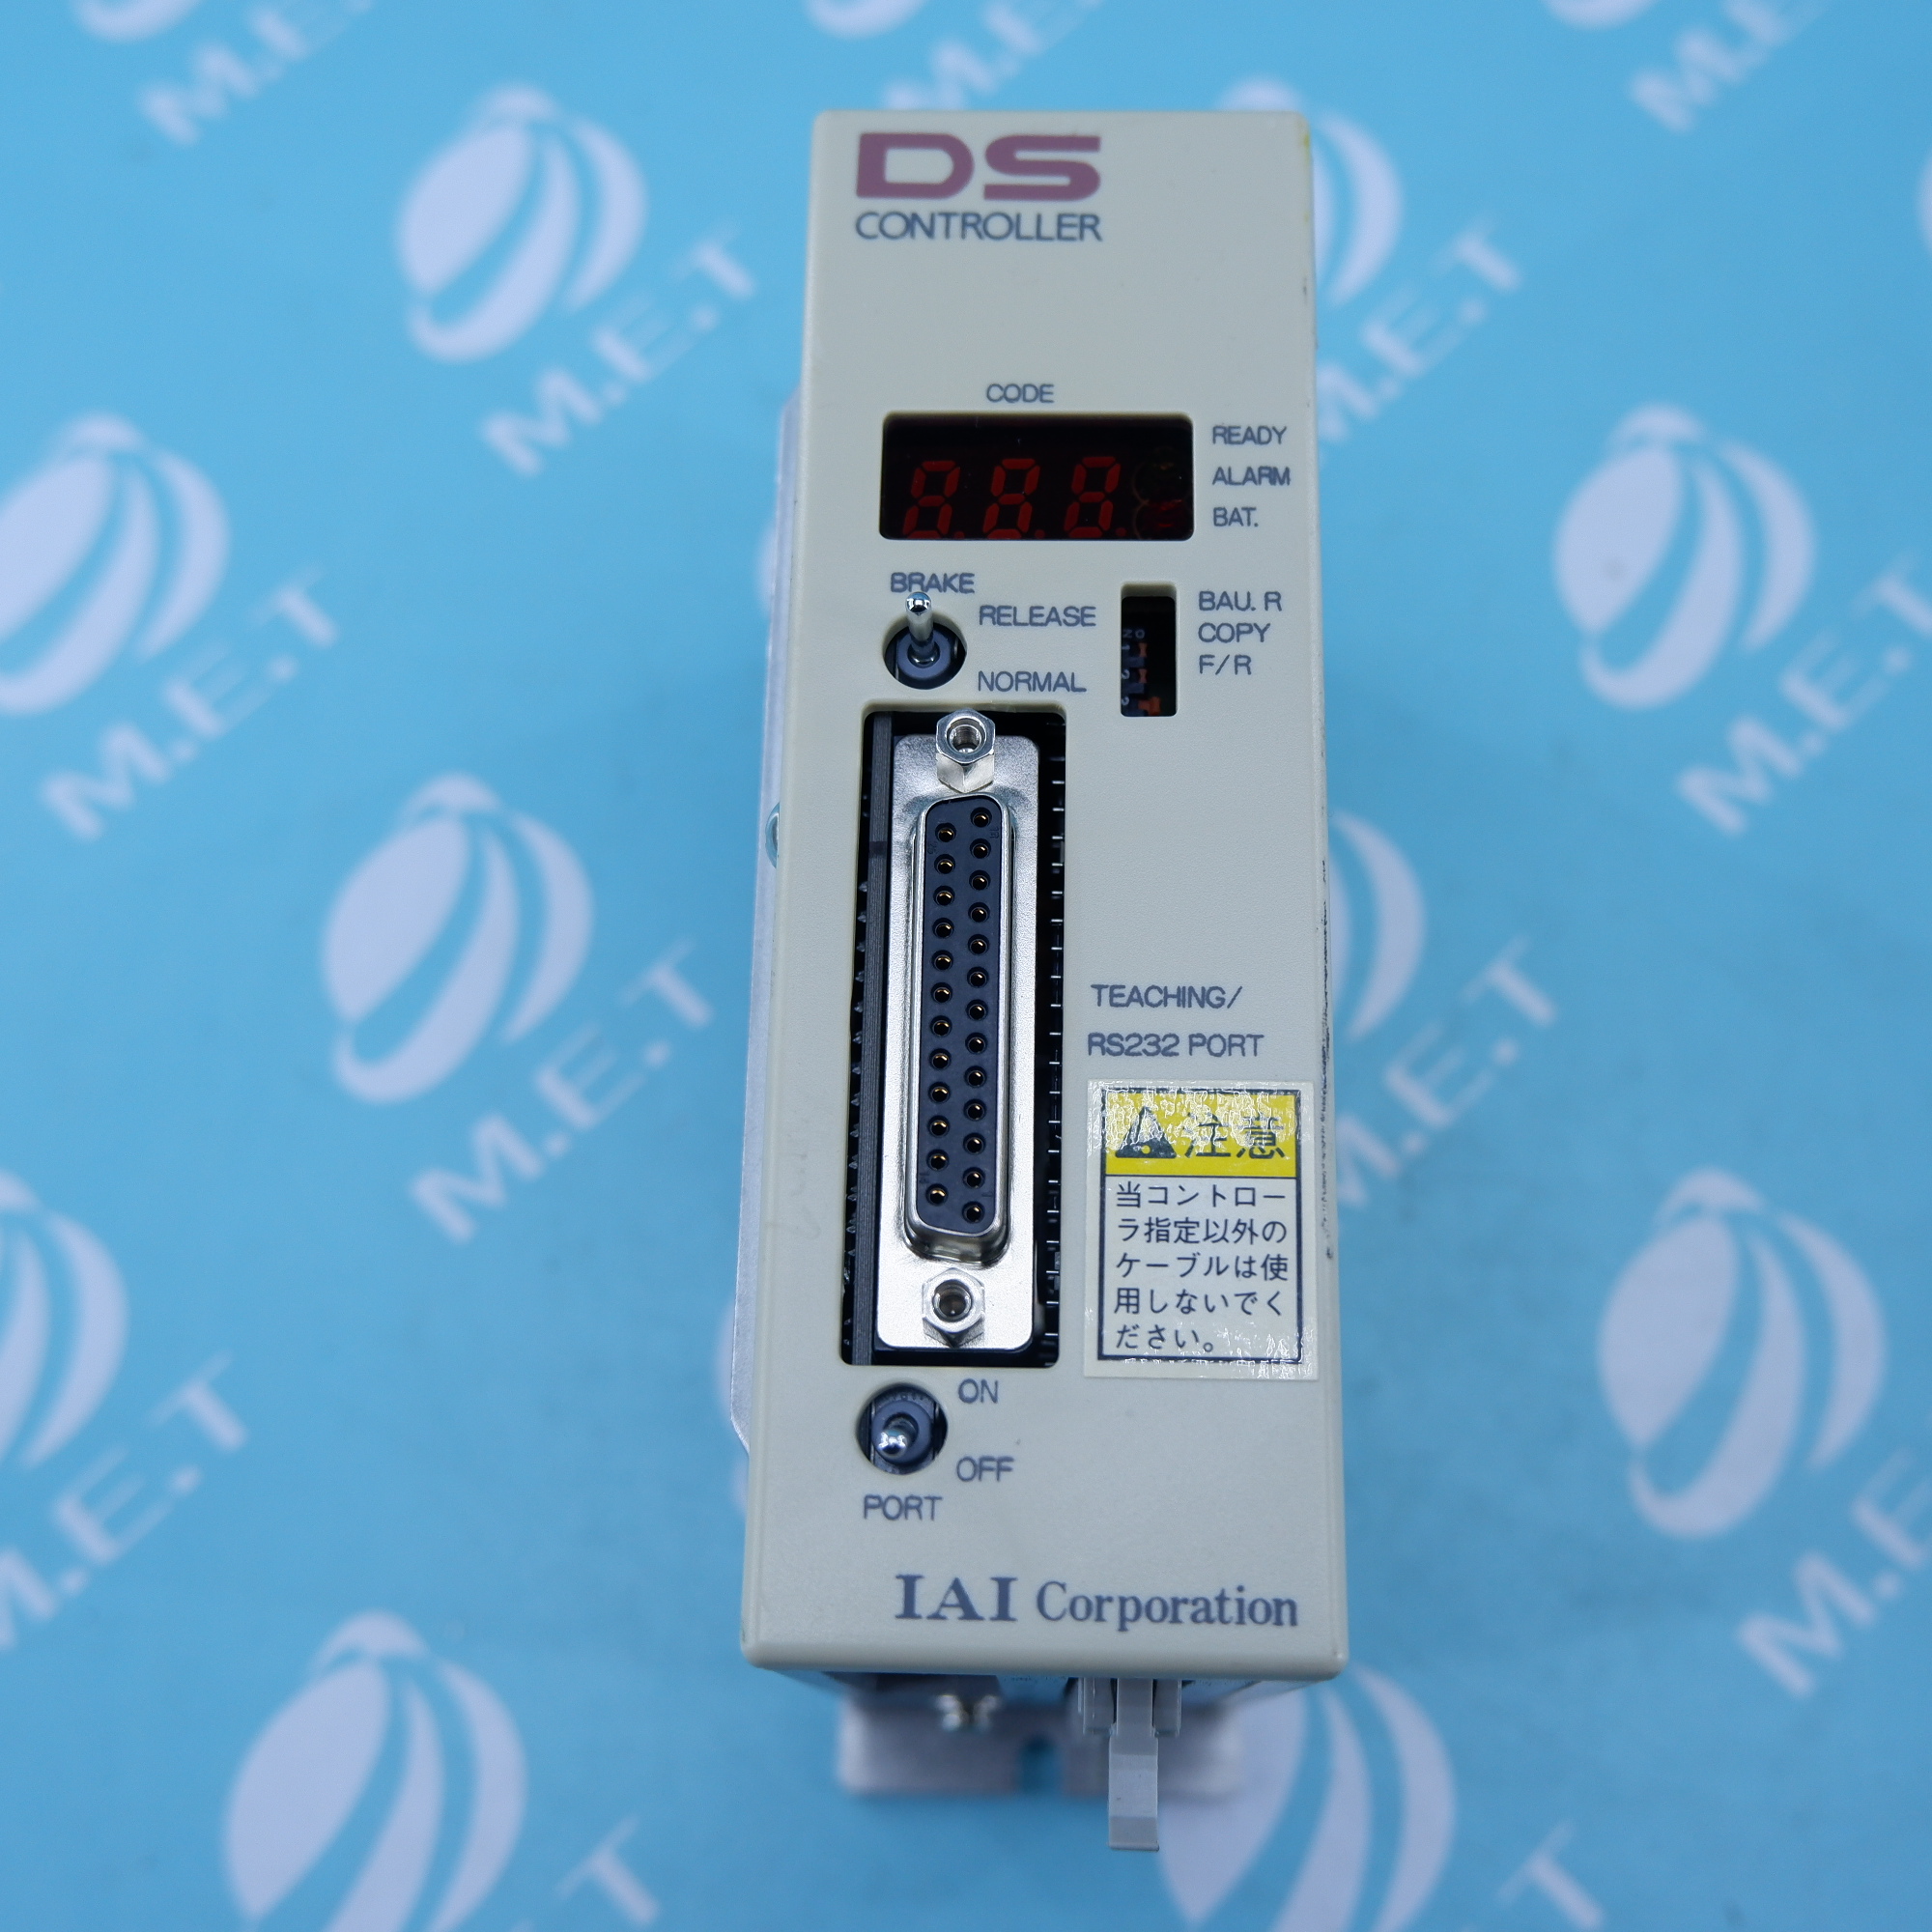 DS
CONTROLLER
CODE
READY
ALARM
BAT.
BRAKE
RELEASE
NORMAL
BAU. R
COPY
F/R
TEACHING/
RS232 PORT
注意
当コントロー
ラ指定以外の
ケーブルは使
用しないでく
ださい。
ON
OFF
PORT
IAI Corporation
M.E.T
M.E.T
M.E.T
M.E.T
M.E.T
M.E.T